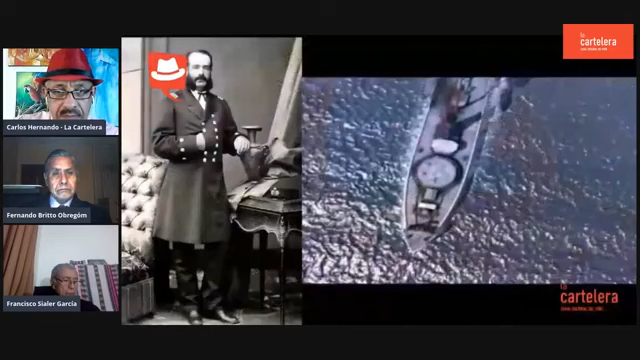 la
cartelera
Carlos Hernando - La Cartelera
Fernando Britto Obregóm
Francisco Sialer García
la
cartelera